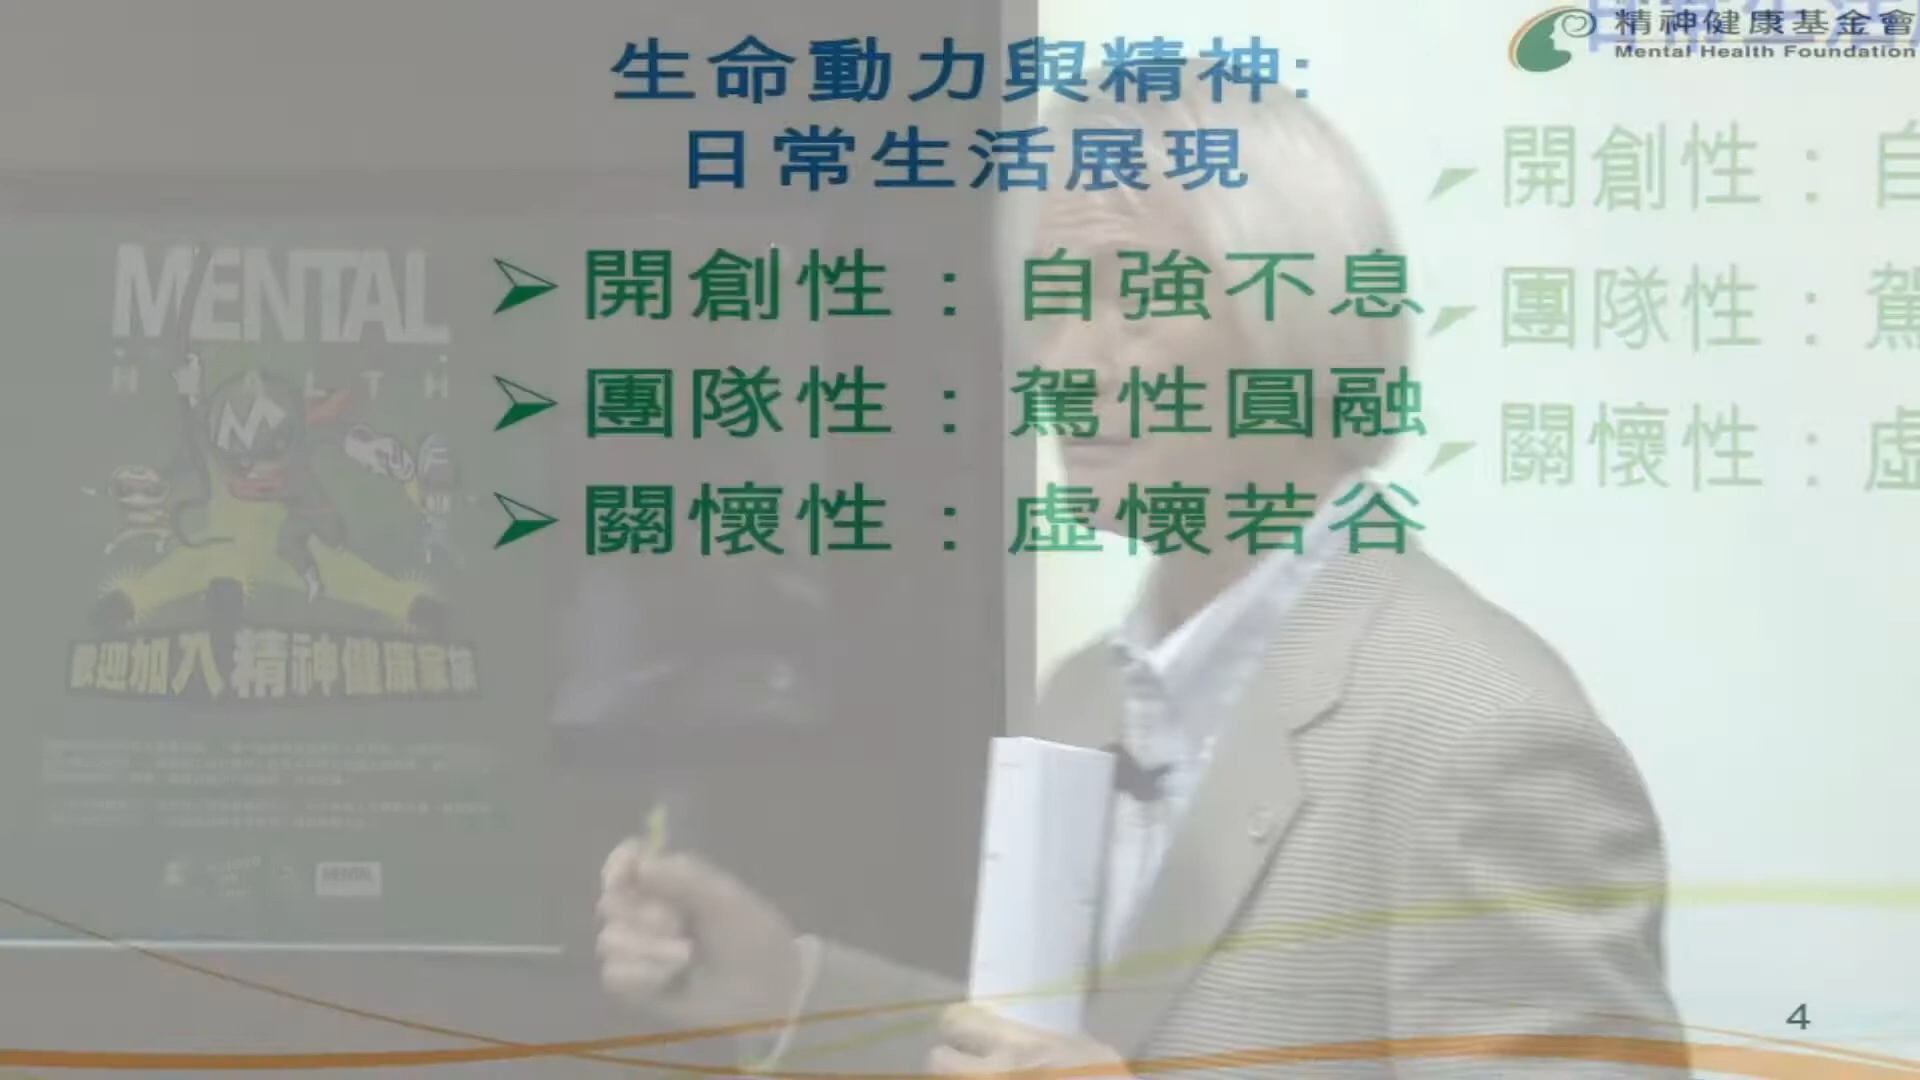 精神健康基金會
Mental Health Foundation
生命動力與精神:
日常生活展現
開創性：自強不息
團隊性：駕性圓融
關懷性：虛懷若谷
開創性：自
團隊性：駕
關懷性：虛
MENTAL
HEALTH
歡迎加入精神健康家族
MENTAL
4